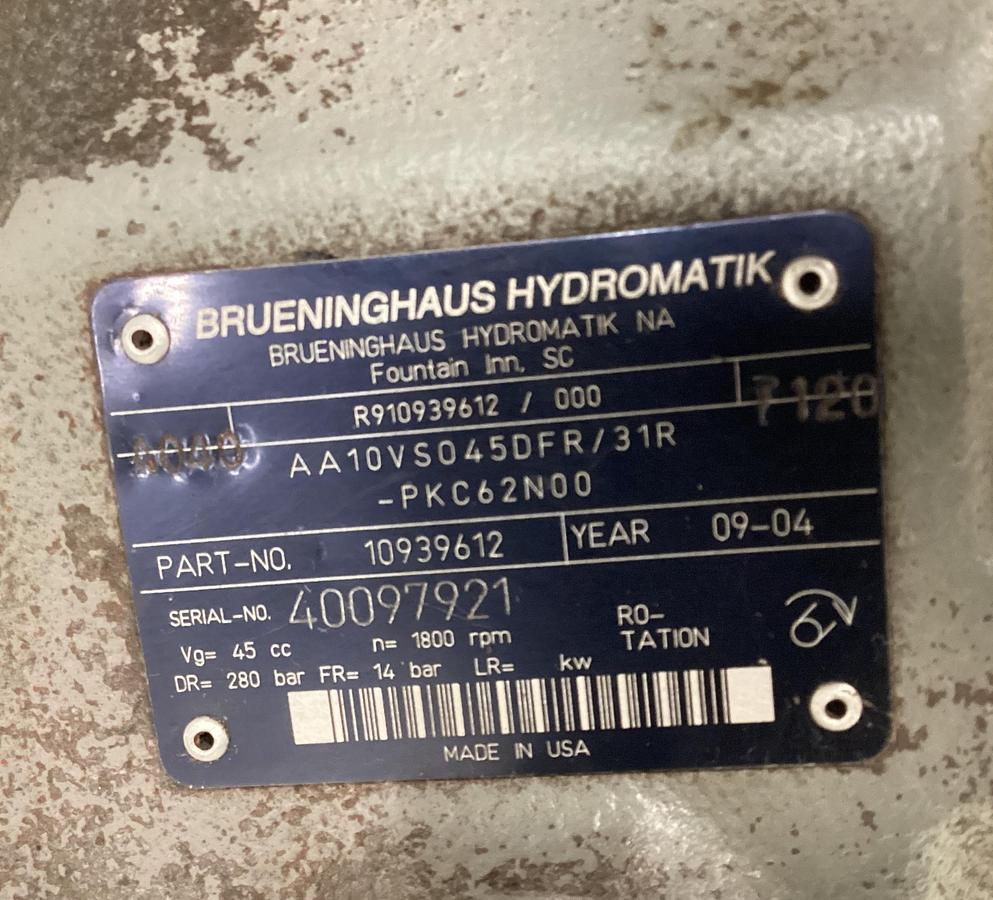 BRUENINGHAUS HYDROMATIK
BRUENINGHAUS HYDROMATIK NA
Fountain Inn, SC
R910939612 / 000
7120
4040
AA10VSO45DFR/31R
-PKC62N00
PART-NO. 10939612 YEAR 09-04
SERIAL-NO. 40097921
RO-
TATION
Vg= 45 cc n= 1800 rpm
DR= 280 bar FR= 14 bar LR= kw
MADE IN USA